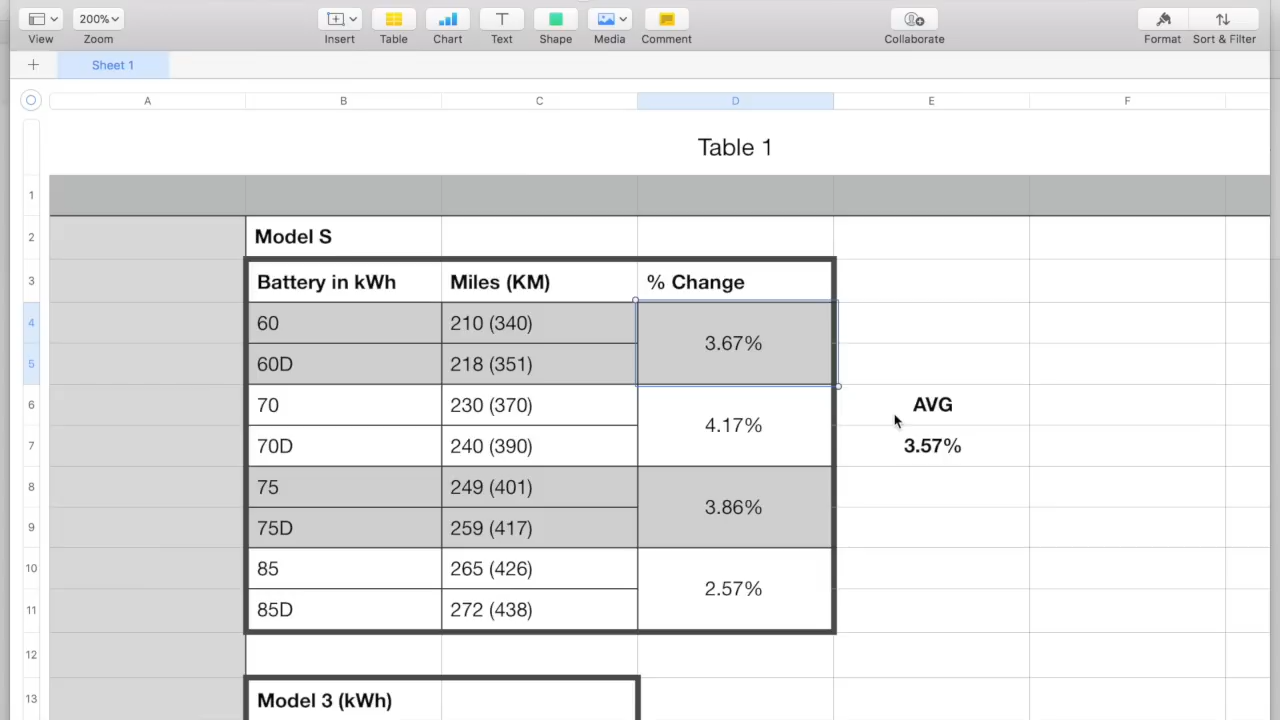 200%
View Zoom Insert Table Chart Text Shape Media Comment Collaborate Format Sort & Filter
Sheet 1
A B C D E F
Table 1
1
2 Model S
3 Battery in kWh Miles (KM) % Change
4 60 210 (340) 3.67%
5 60D 218 (351)
6 70 230 (370) 4.17% AVG
7 70D 240 (390) 3.57%
8 75 249 (401) 3.86%
9 75D 259 (417)
10 85 265 (426) 2.57%
11 85D 272 (438)
12
13 Model 3 (kWh)